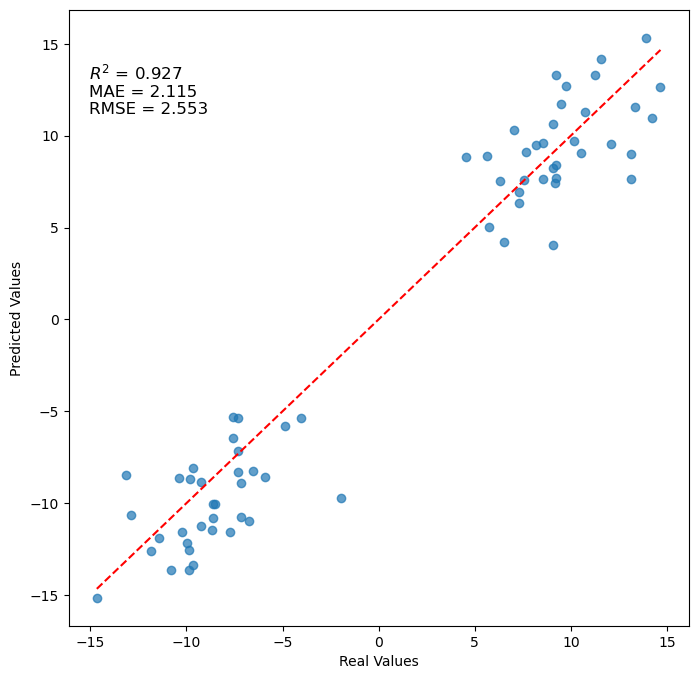 R² = 0.927
MAE = 2.115
RMSE = 2.553
15
10
5
0
−5
−10
−15
Predicted Values
−15 −10 −5 0 5 10 15
Real Values